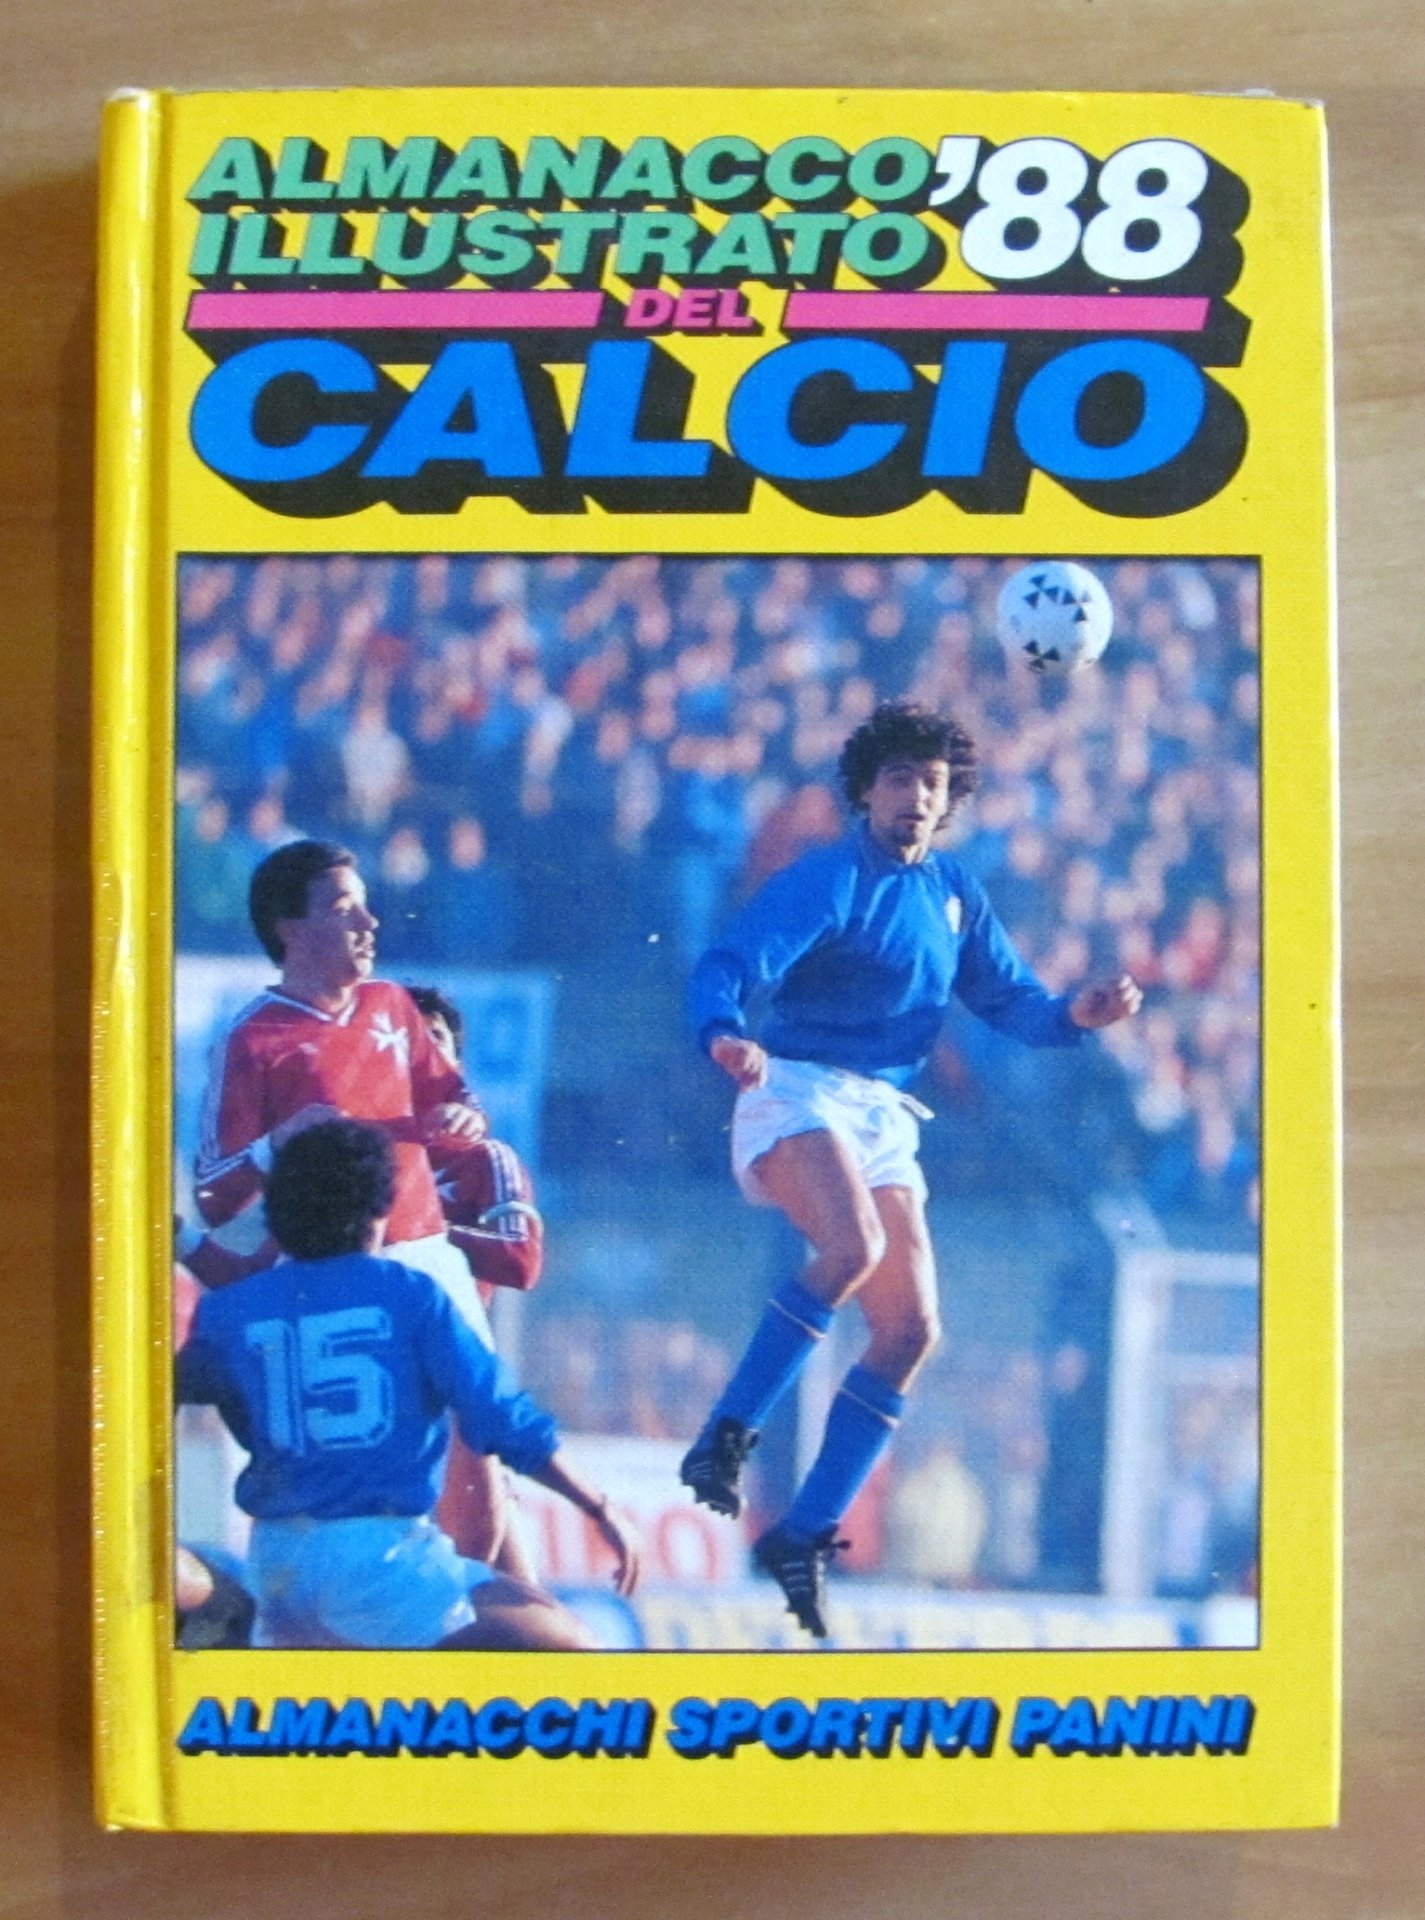 ALMANACCO '88
ILLUSTRATO
DEL
CALCIO
15
ALMANACCHI SPORTIVI PANINI